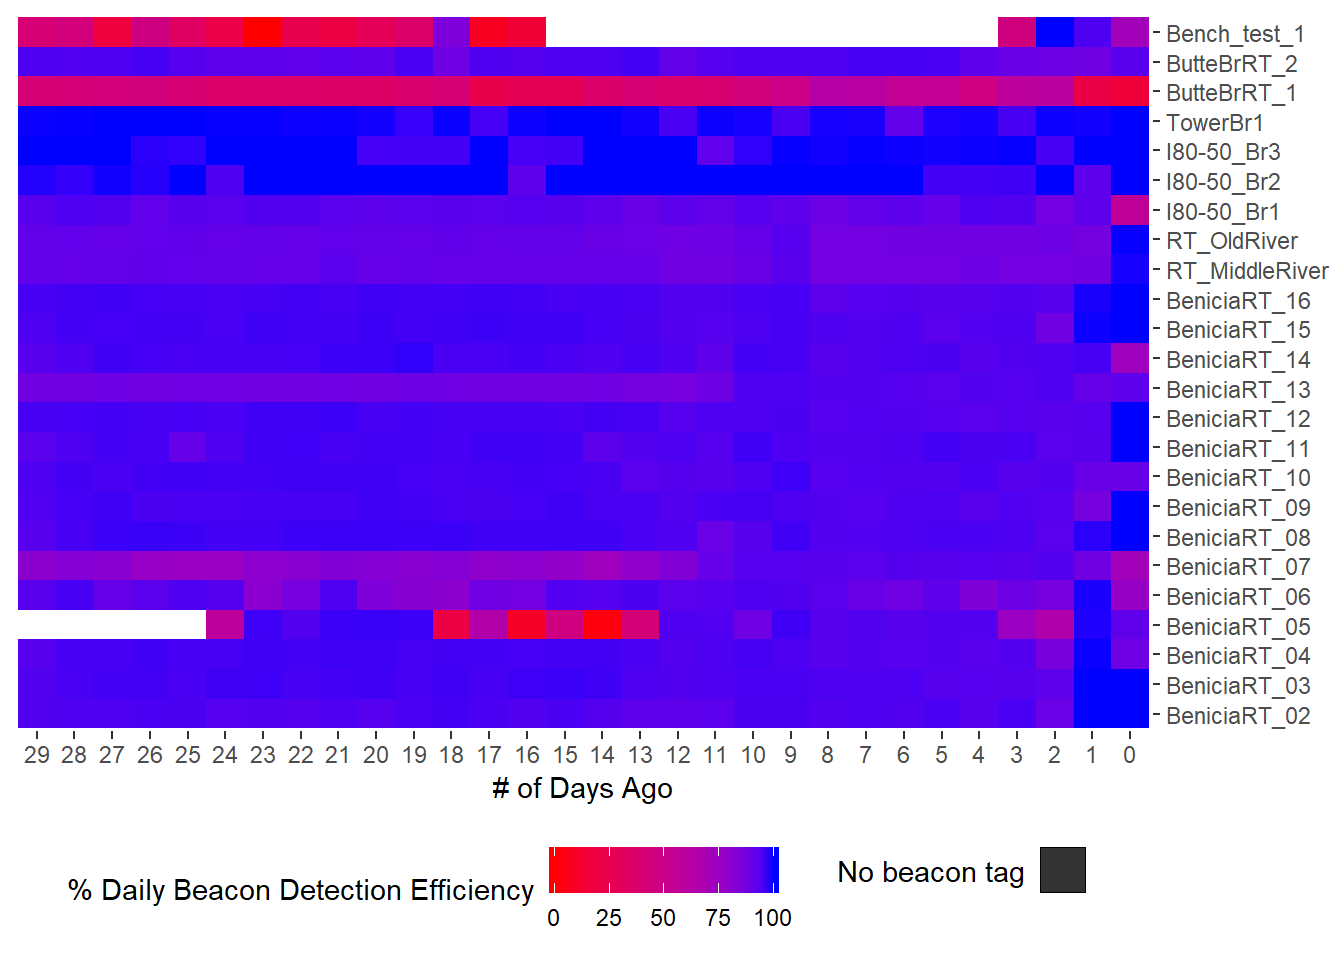 Bench_test_1
ButteBrRT_2
ButteBrRT_1
TowerBr1
I80-50_Br3
I80-50_Br2
I80-50_Br1
RT_OldRiver
RT_MiddleRiver
BeniciaRT_16
BeniciaRT_15
BeniciaRT_14
BeniciaRT_13
BeniciaRT_12
BeniciaRT_11
BeniciaRT_10
BeniciaRT_09
BeniciaRT_08
BeniciaRT_07
BeniciaRT_06
BeniciaRT_05
BeniciaRT_04
BeniciaRT_03
BeniciaRT_02
29 28 27 26 25 24 23 22 21 20 19 18 17 16 15 14 13 12 11 10 9 8 7 6 5 4 3 2 1 0
# of Days Ago
% Daily Beacon Detection Efficiency
0 25 50 75 100
No beacon tag